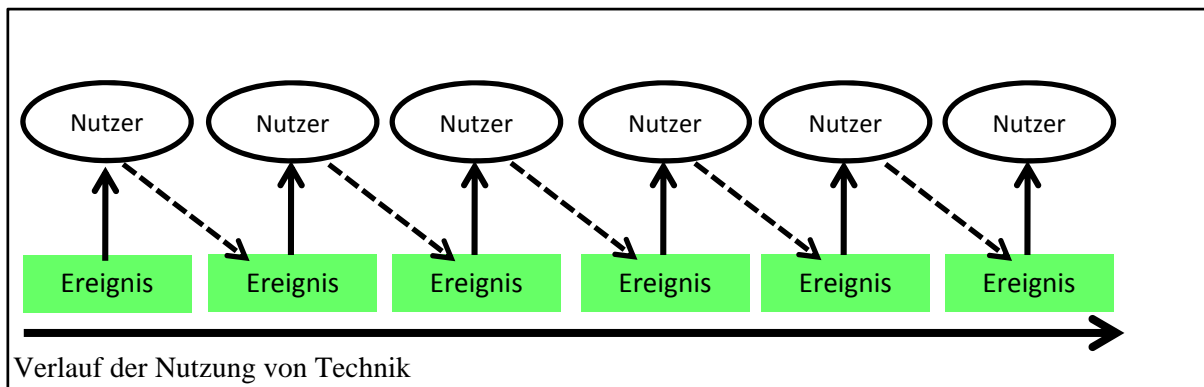 Nutzer Nutzer Nutzer Nutzer Nutzer Nutzer
Ereignis Ereignis Ereignis Ereignis Ereignis Ereignis
Verlauf der Nutzung von Technik